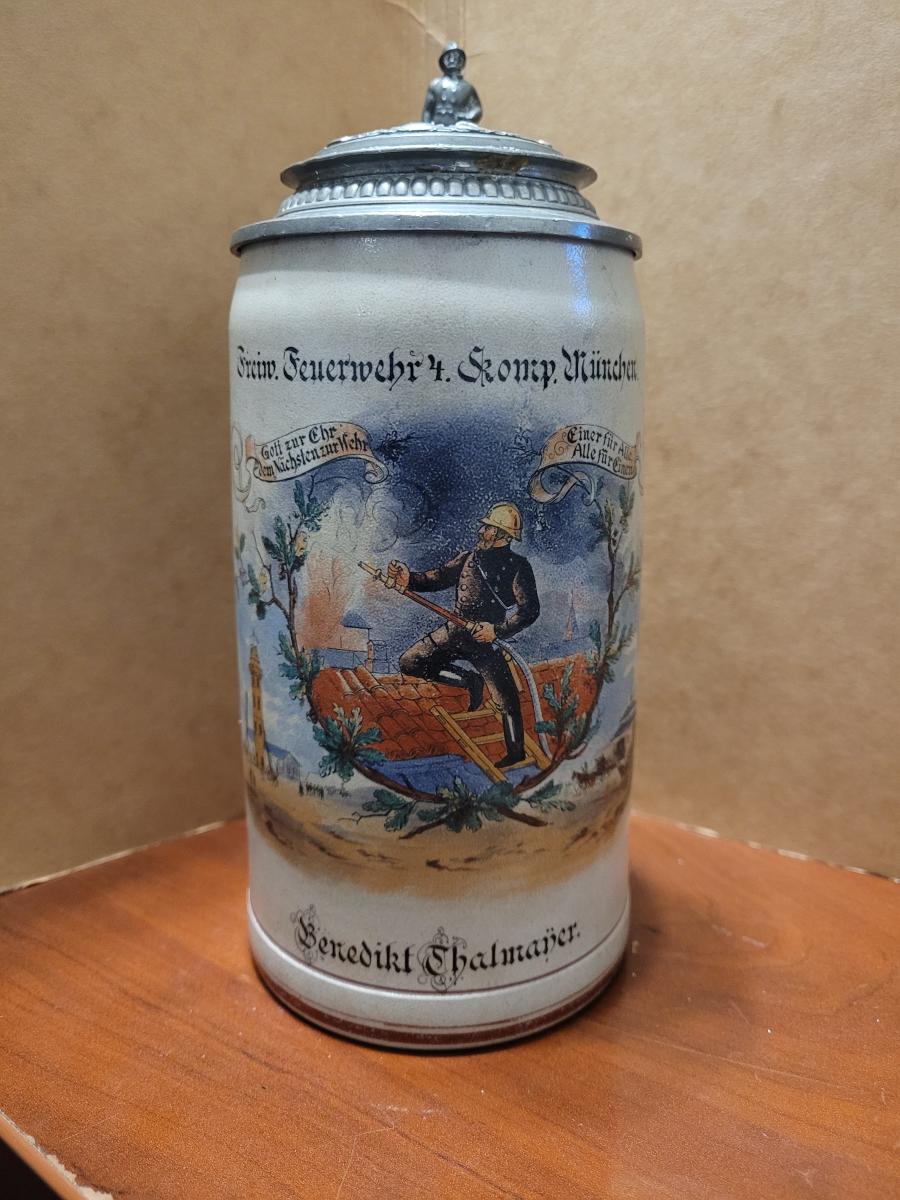 Freiw. Feuerwehr 4. Komp. München.
Gott zur Ehr
dem Nächsten zur Wehr
Einer für Alle
Alle für Einen
Benedikt Thalmaÿer.